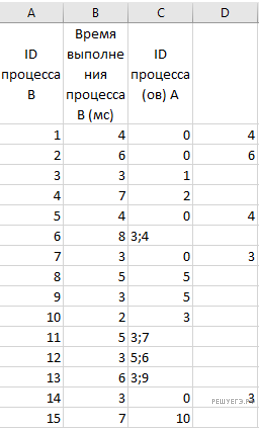 A B C D
ID процесса B Время выполнения процесса B (мс) ID процесса (ов) A
1 4 0 4
2 6 0 6
3 3 1
4 7 2
5 4 0 4
6 8 3;4
7 3 0 3
8 5 5
9 3 5
10 2 3
11 5 3;7
12 3 5;6
13 6 3;9
14 3 0 3
15 7 10
РЕШУЕГЭ.РФ